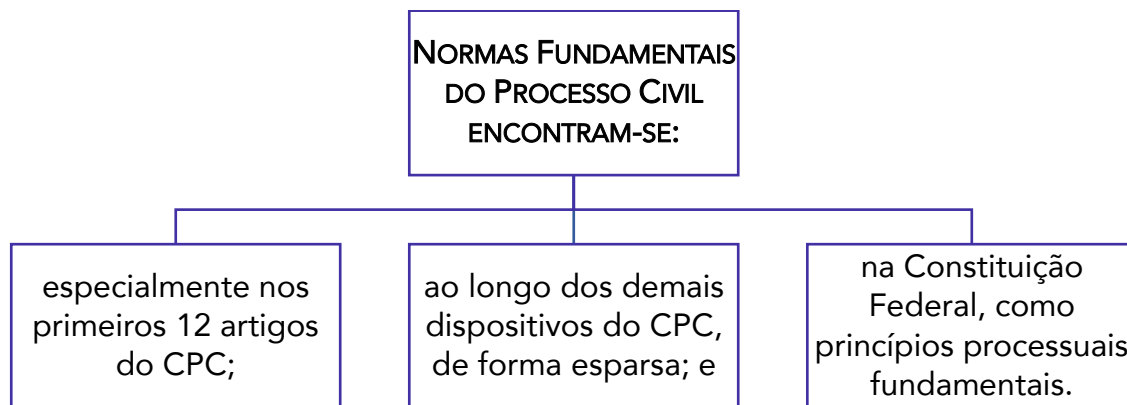 NORMAS FUNDAMENTAIS
DO PROCESSO CIVIL
ENCONTRAM-SE:
especialmente nos
primeiros 12 artigos
do CPC;
ao longo dos demais
dispositivos do CPC,
de forma esparsa; e
na Constituição
Federal, como
princípios processuais
fundamentais.